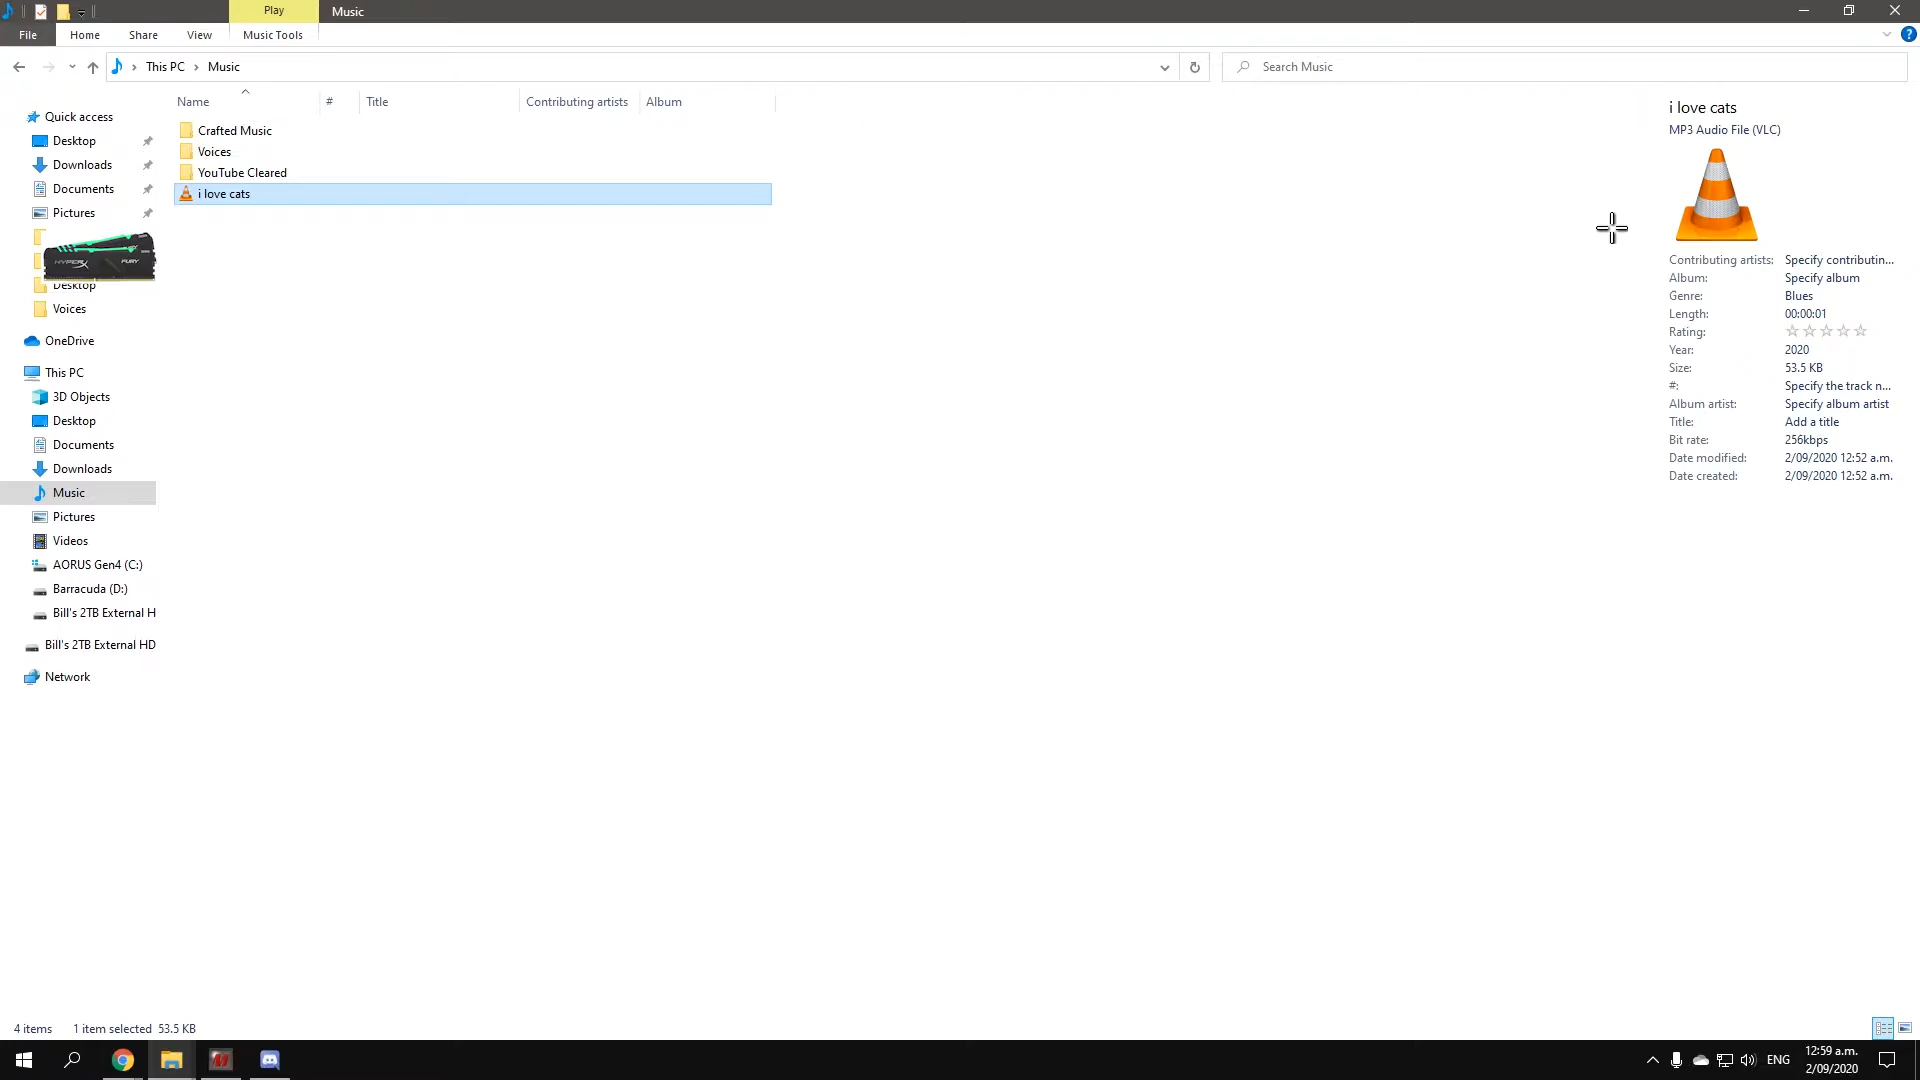 Play
Music
File
Home
Share
View
Music Tools
This PC
Music
Search Music
Name
#
Title
Contributing artists
Album
Quick access
Desktop
Downloads
Documents
Pictures
HYPERX
FURY
Desktop
Voices
OneDrive
This PC
3D Objects
Desktop
Documents
Downloads
Music
Pictures
Videos
AORUS Gen4 (C:)
Barracuda (D:)
Bill's 2TB External H
Bill's 2TB External HD
Network
Crafted Music
Voices
YouTube Cleared
i love cats
i love cats
MP3 Audio File (VLC)
Contributing artists: Specify contributin...
Album: Specify album
Genre: Blues
Length: 00:00:01
Rating:
Year: 2020
Size: 53.5 KB
#: Specify the track n...
Album artist: Specify album artist
Title: Add a title
Bit rate: 256kbps
Date modified: 2/09/2020 12:52 a.m.
Date created: 2/09/2020 12:52 a.m.
4 items 1 item selected 53.5 KB
ENG
12:59 a.m.
2/09/2020